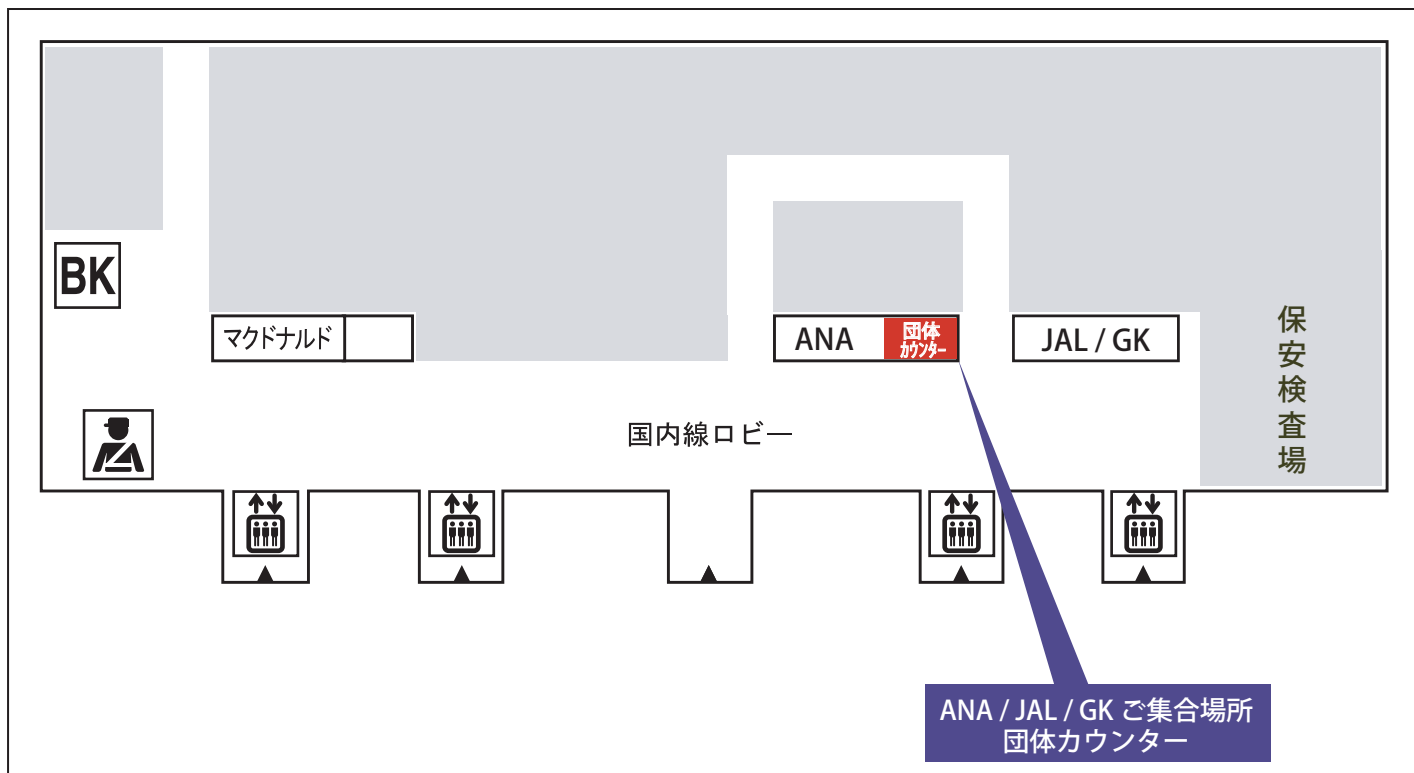 BK
マクドナルド
ANA
団体
カウンター
JAL / GK
保安検査場
国内線ロビー
ANA / JAL / GK ご集合場所
団体カウンター